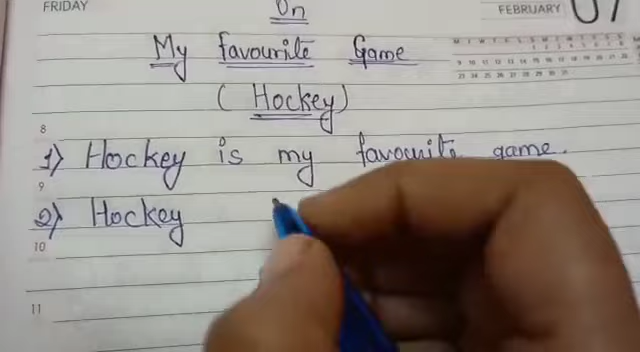 FRIDAY
FEBRUARY 07
On
My favourite Game
(Hockey)
8
1) Hockey is my favourite game.
9
2) Hockey
10
11